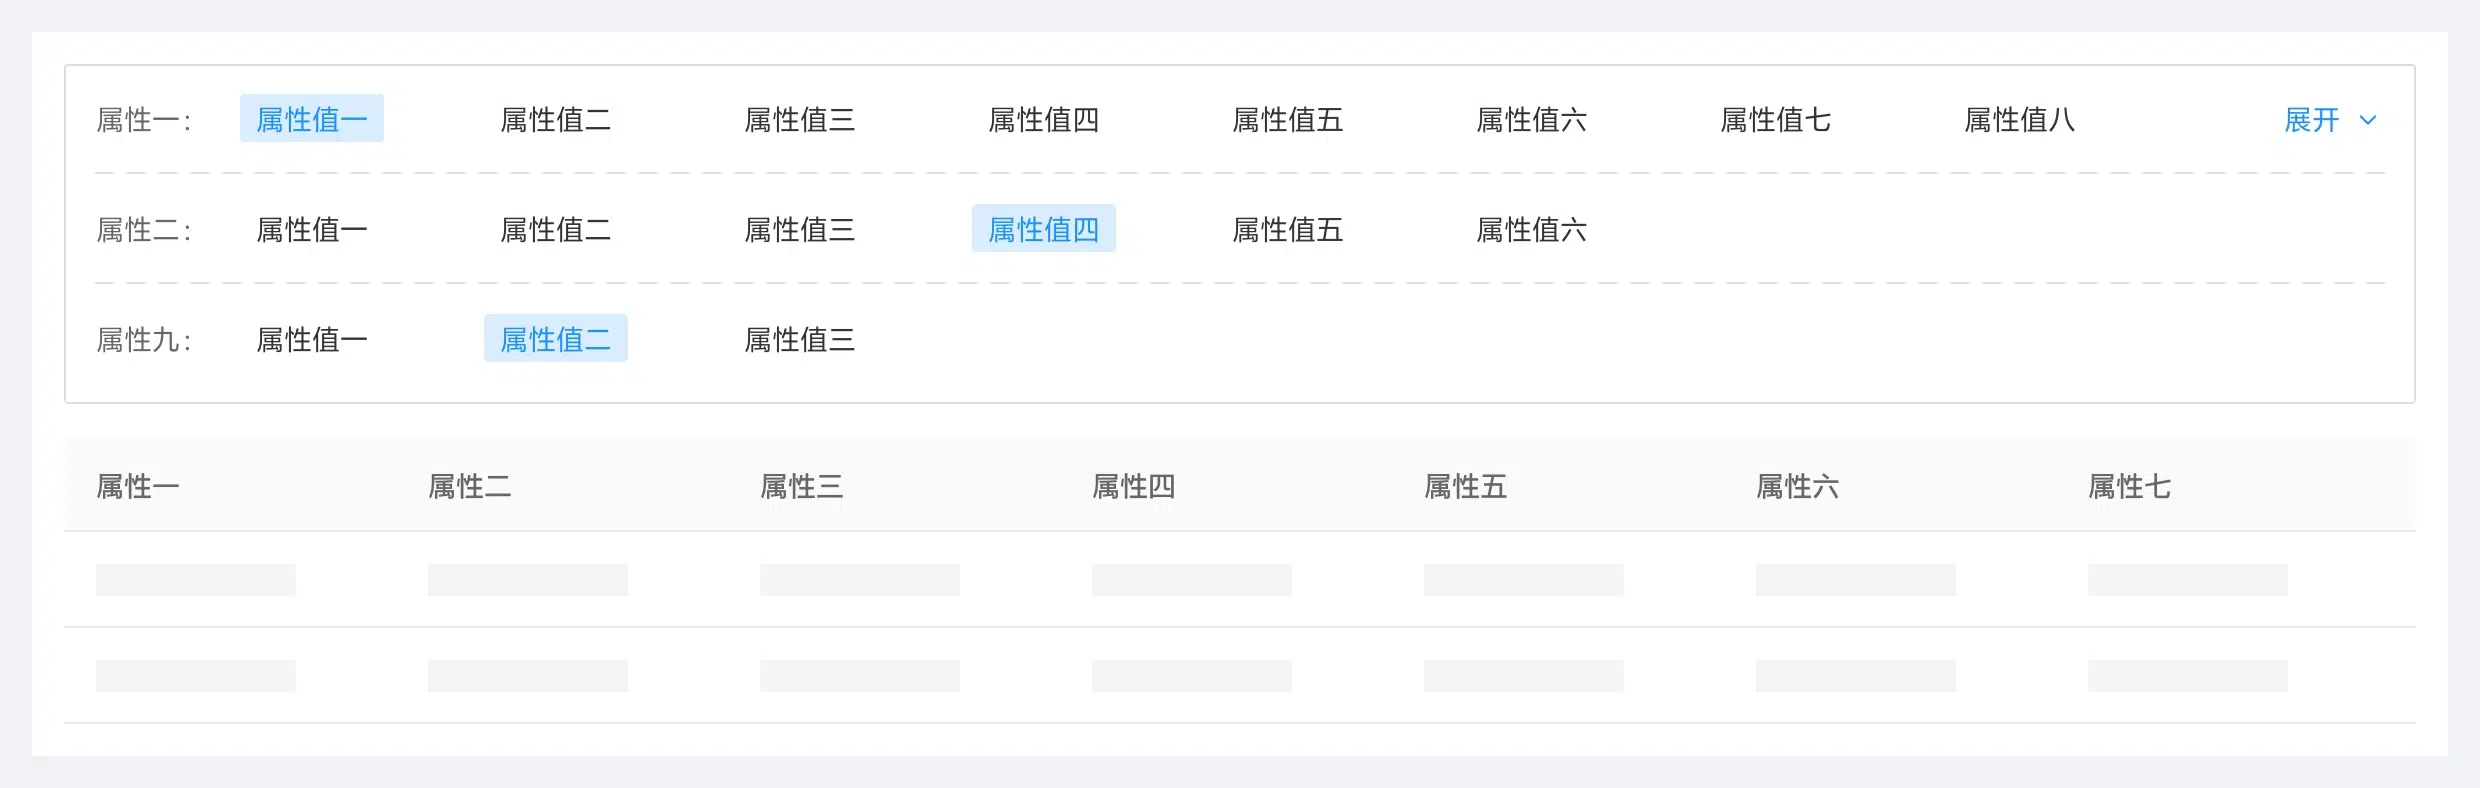 属性一： 属性值一 属性值二 属性值三 属性值四 属性值五 属性值六 属性值七 属性值八 展开
属性二： 属性值一 属性值二 属性值三 属性值四 属性值五 属性值六
属性九： 属性值一 属性值二 属性值三
属性一 属性二 属性三 属性四 属性五 属性六 属性七